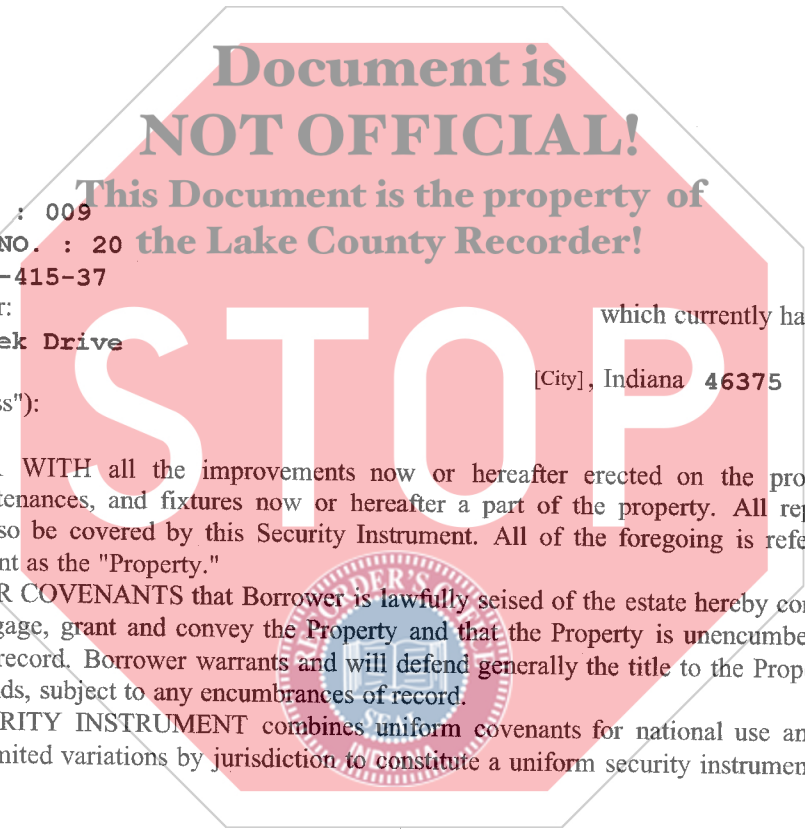 Document is
NOT OFFICIAL!
This Document is the property of
: 009
NO. : 20 the Lake County Recorder!
-415-37
r:
which currently ha
ek Drive
[City], Indiana 46375
ss"):
STOP
WITH all the improvements now or hereafter erected on the pro
tenances, and fixtures now or hereafter a part of the property. All rep
so be covered by this Security Instrument. All of the foregoing is refe
nt as the "Property."
R COVENANTS that Borrower is lawfully seised of the estate hereby con
gage, grant and convey the Property and that the Property is unencumbe
record. Borrower warrants and will defend generally the title to the Prop
ds, subject to any encumbrances of record.
RITY INSTRUMENT combines uniform covenants for national use an
mited variations by jurisdiction to constitute a uniform security instrumen
RECORDER'S OFFICE
SEAL
INDIANA